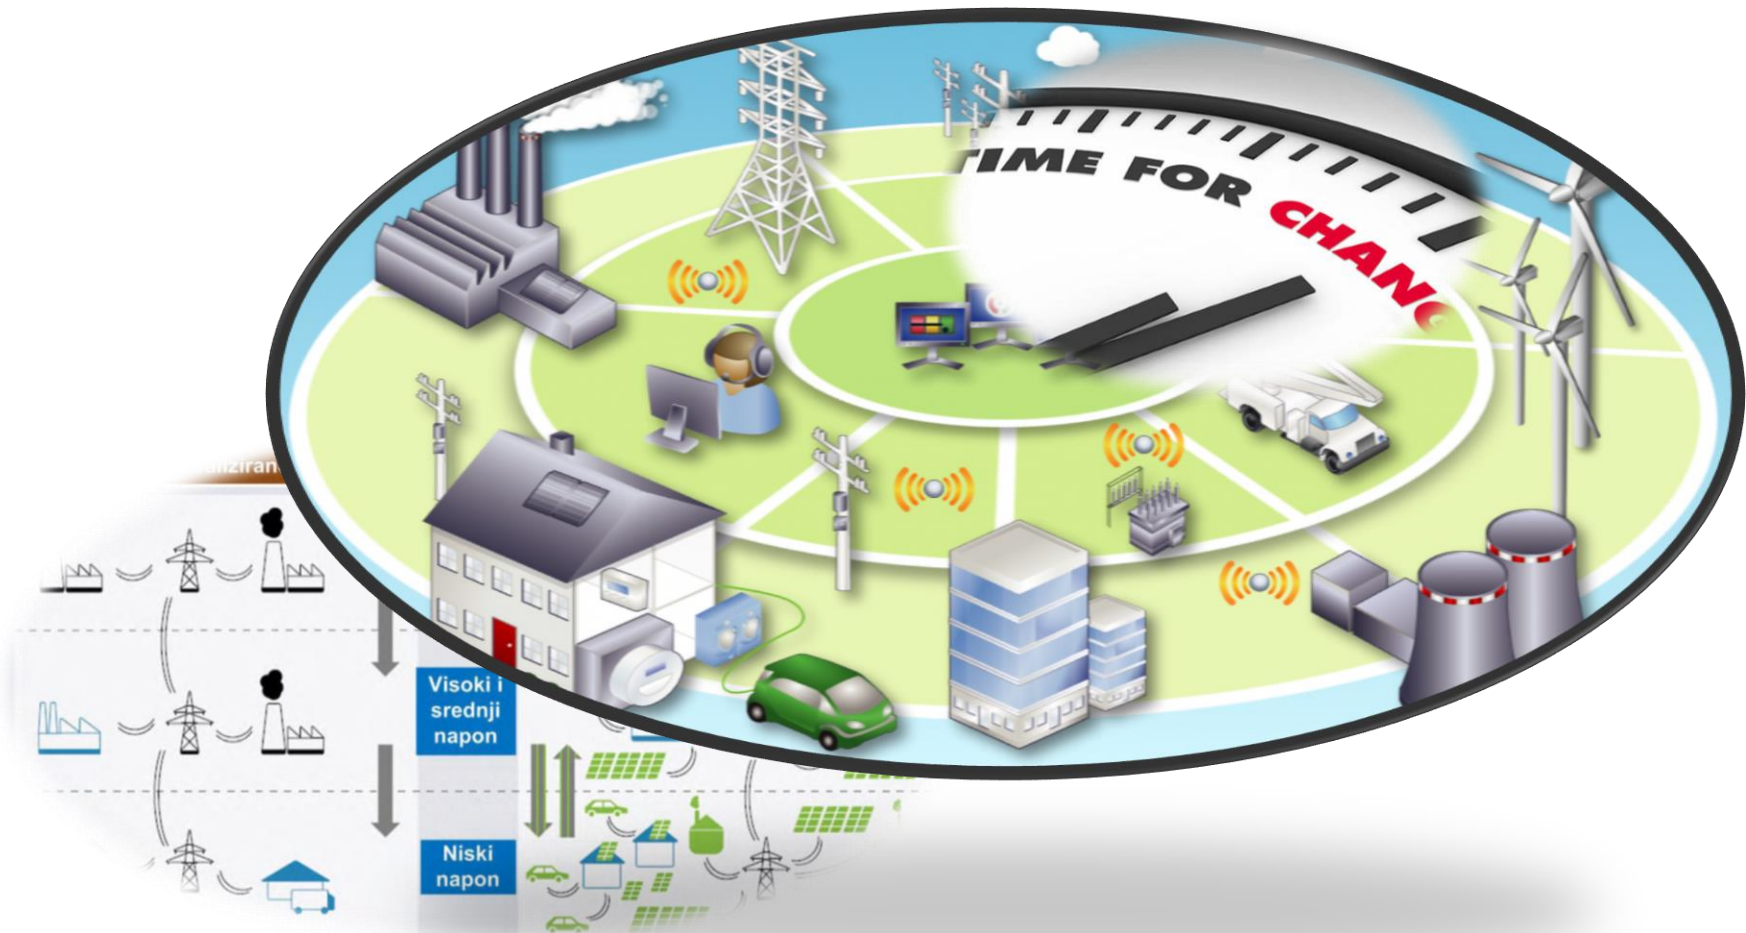 TIME FOR CHANG
Visoki i
srednji
napon
Niski
napon